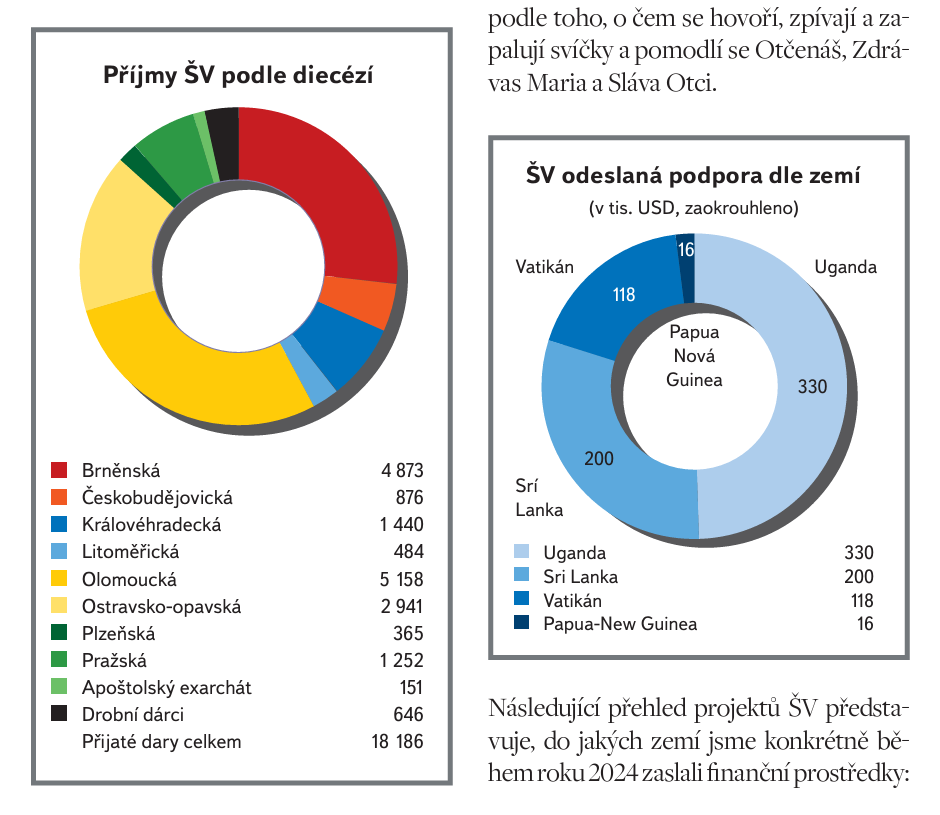 Příjmy ŠV podle diecézí
Brněnská 4 873
Českobudějovická 876
Královéhradecká 1 440
Litoměřická 484
Olomoucká 5 158
Ostravsko-opavská 2 941
Plzeňská 365
Pražská 1 252
Apoštolský exarchát 151
Drobní dárci 646
Přijaté dary celkem 18 186
podle toho, o čem se hovoří, zpívají a za-
palují svíčky a pomodlí se Otčenáš, Zdrá-
vas Maria a Sláva Otci.
ŠV odeslaná podpora dle zemí
(v tis. USD, zaokrouhleno)
16
Vatikán
Uganda
118
Papua
Nová
Guinea
330
200
Srí
Lanka
Uganda 330
Sri Lanka 200
Vatikán 118
Papua-New Guinea 16
Následující přehled projektů ŠV předsta-
vuje, do jakých zemí jsme konkrétně bě-
hem roku 2024 zaslali finanční prostředky: